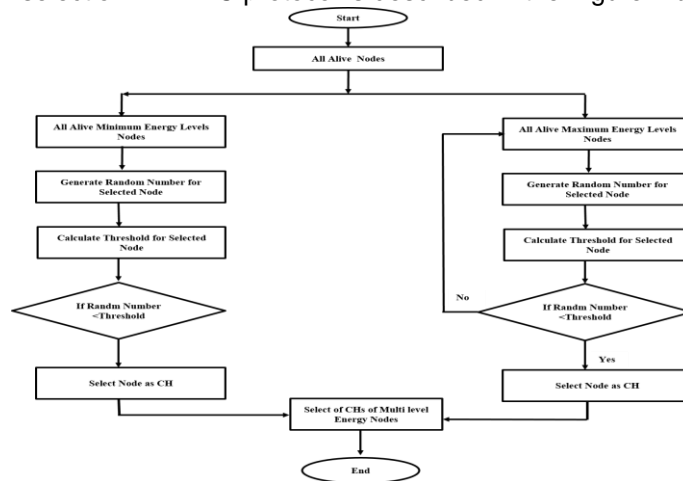 Start
All Alive Nodes
All Alive Minimum Energy Levels
Nodes
Generate Random Number for
Selected Node
Calculate Threshold for Selected
Node
If Randm Number
<Threshold
Select Node as CH
All Alive Maximum Energy Levels
Nodes
Generate Random Number for
Selected Node
Calculate Threshold for Selected
Node
No
If Randm Number
<Threshold
Yes
Select Node as CH
Select of CHs of Multi level
Energy Nodes
End